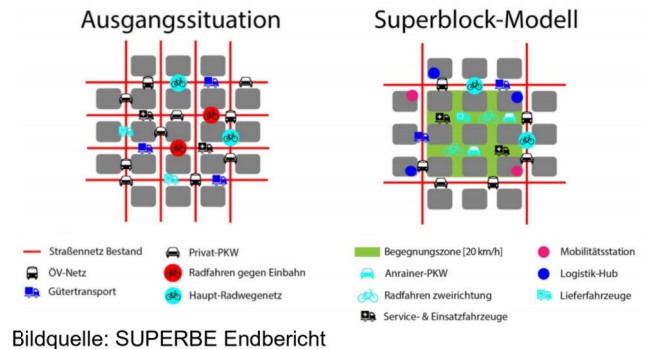 Ausgangssituation
Superblock-Modell
Straßennetz Bestand
Privat-PKW
ÖV-Netz
Radfahren gegen Einbahn
Gütertransport
Haupt-Radwegenetz
Begegnungszone [20 km/h]
Mobilitätsstation
Anrainer-PKW
Logistik-Hub
Radfahren zweirichtung
Lieferfahrzeuge
Service- & Einsatzfahrzeuge
Bildquelle: SUPERBE Endbericht